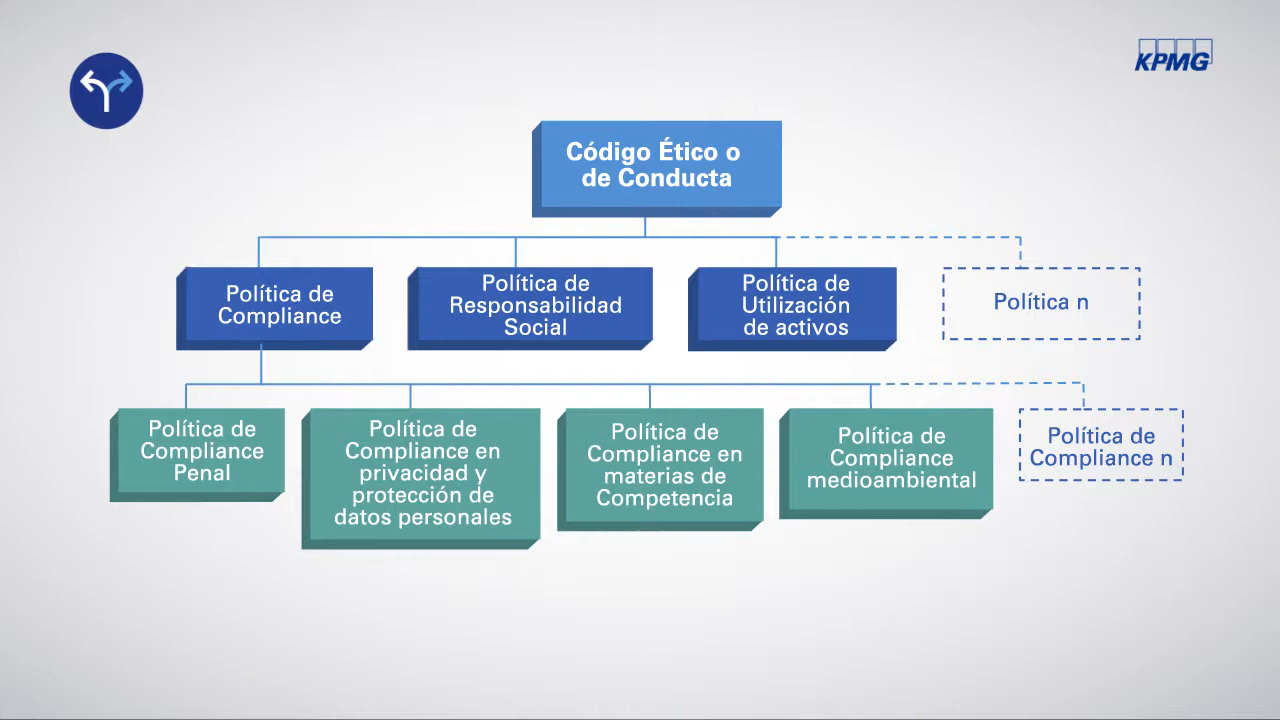 KPMG
Código Ético o
de Conducta
Política de
Compliance
Política de
Responsabilidad
Social
Política de
Utilización
de activos
Política n
Política de
Compliance
Penal
Política de
Compliance en
privacidad y
protección de
datos personales
Política de
Compliance en
materias de
Competencia
Política de
Compliance
medioambiental
Política de
Compliance n